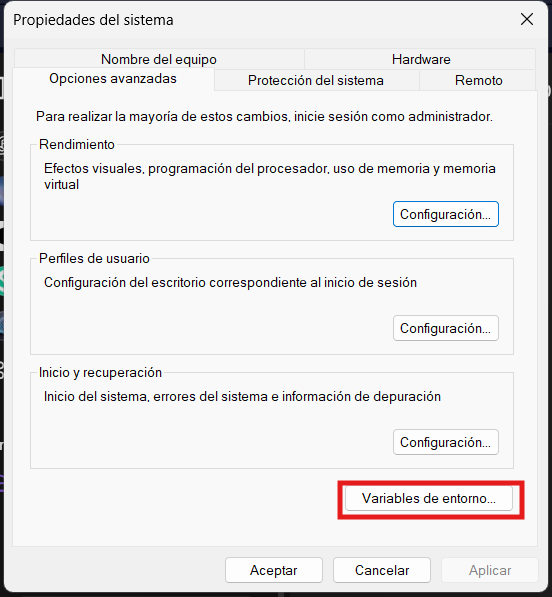 Propiedades del sistema
Nombre del equipo
Hardware
Opciones avanzadas
Protección del sistema
Remoto
Para realizar la mayoría de estos cambios, inicie sesión como administrador.
Rendimiento
Efectos visuales, programación del procesador, uso de memoria y memoria
virtual
Configuración...
Perfiles de usuario
Configuración del escritorio correspondiente al inicio de sesión
Configuración...
Inicio y recuperación
Inicio del sistema, errores del sistema e información de depuración
Configuración...
Variables de entorno...
Aceptar
Cancelar
Aplicar